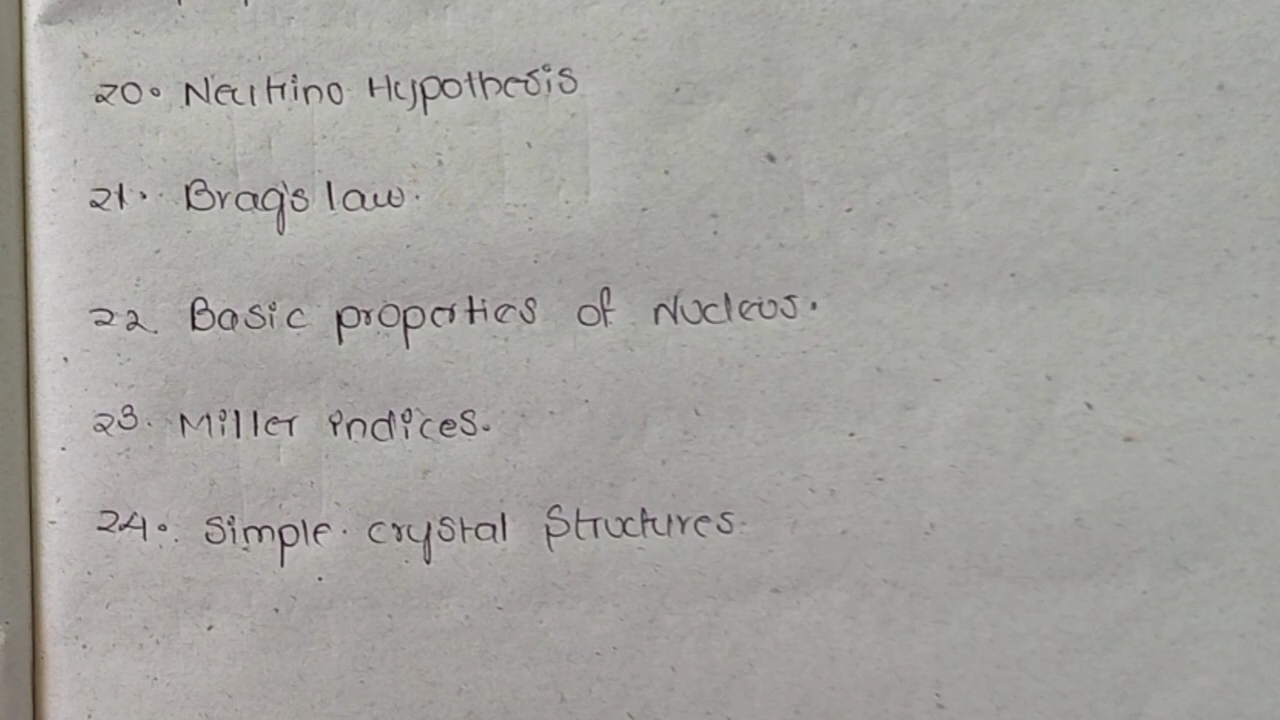 20. Neutrino Hypothesis
21. Brag's law.
22. Basic properties of Nucleus.
23. Miller indices.
24. Simple crystal Structures.